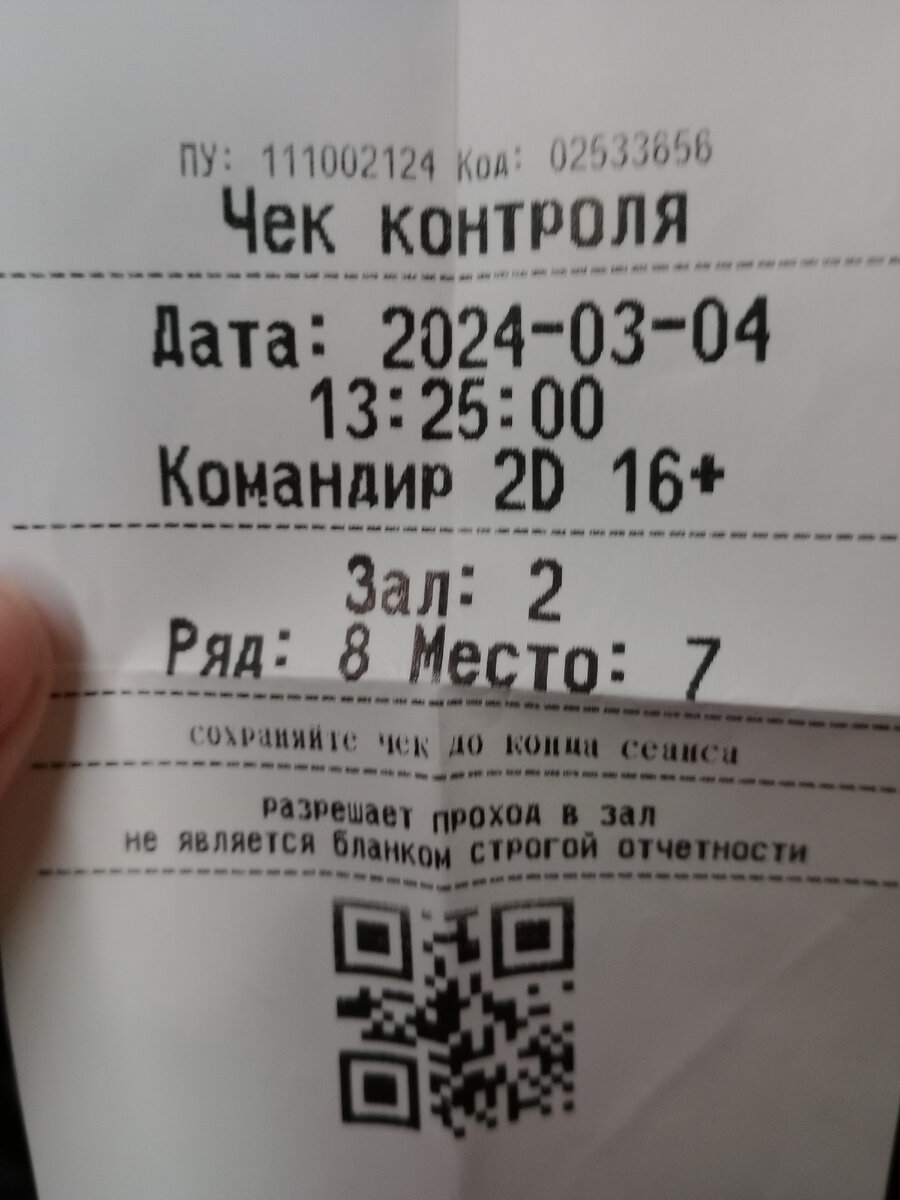 ПУ: 111002124 Код: 02533656
Чек контроля
Дата: 2024-03-04
13:25:00
Командир 2D 16+
Зал: 2
Ряд: 8 Место: 7
сохраняйте чек до конца сеанса
разрешает проход в зал
не является бланком строгой отчетности